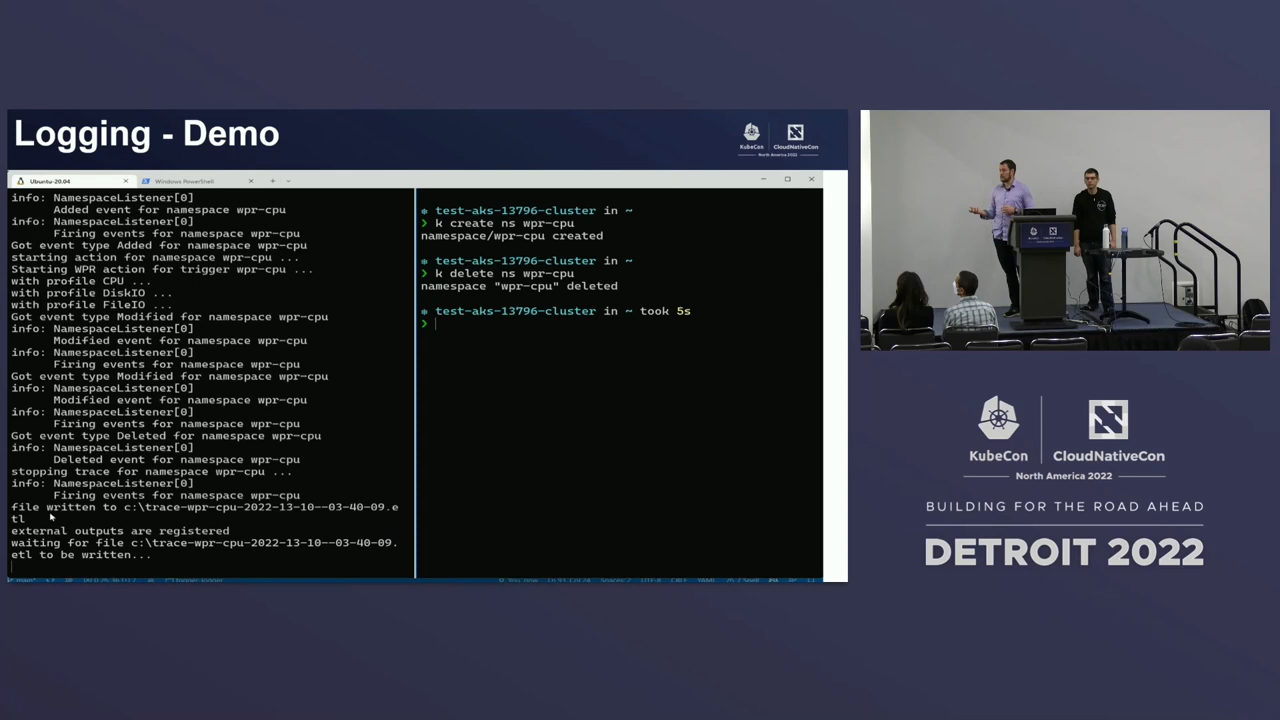 Logging - Demo
KubeCon
CloudNativeCon
North America 2022
Ubuntu-20.04
Windows PowerShell
info: NamespaceListener[0]
Added event for namespace wpr-cpu
info: NamespaceListener[0]
Firing events for namespace wpr-cpu
Got event type Added for namespace wpr-cpu
starting action for namespace wpr-cpu ...
Starting WPR action for trigger wpr-cpu ...
with profile CPU ...
with profile DiskIO ...
with profile FileIO ...
Got event type Modified for namespace wpr-cpu
info: NamespaceListener[0]
Modified event for namespace wpr-cpu
info: NamespaceListener[0]
Firing events for namespace wpr-cpu
Got event type Modified for namespace wpr-cpu
info: NamespaceListener[0]
Modified event for namespace wpr-cpu
info: NamespaceListener[0]
Firing events for namespace wpr-cpu
Got event type Deleted for namespace wpr-cpu
info: NamespaceListener[0]
Deleted event for namespace wpr-cpu
stopping trace for namespace wpr-cpu ...
info: NamespaceListener[0]
Firing events for namespace wpr-cpu
file written to c:\trace-wpr-cpu-2022-13-10--03-40-09.e
tl
external outputs are registered
waiting for file c:\trace-wpr-cpu-2022-13-10--03-40-09.
etl to be written...
⎈ test-aks-13796-cluster in ~
❯ k create ns wpr-cpu
namespace/wpr-cpu created
⎈ test-aks-13796-cluster in ~
❯ k delete ns wpr-cpu
namespace "wpr-cpu" deleted
⎈ test-aks-13796-cluster in ~ took 5s
❯
KubeCon
CloudNativeCon
North America 2022
BUILDING FOR THE ROAD AHEAD
DETROIT 2022